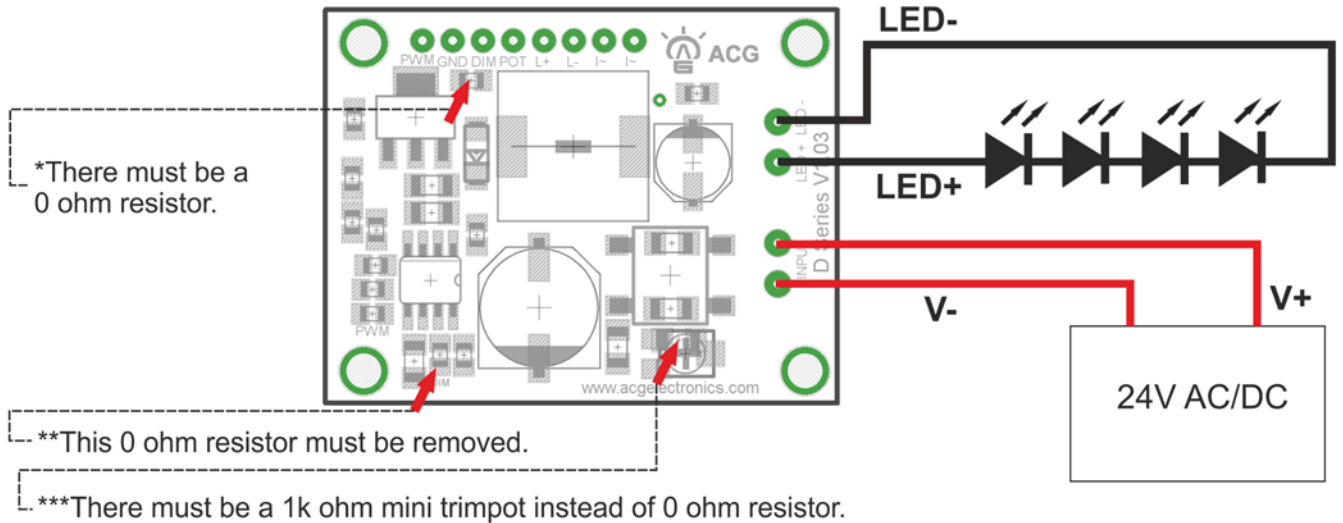 LED-
PWM GND DIM POT L+ L- I~ I~
ACG
LED -
LED +
LED+
*There must be a
0 ohm resistor.
D Series V1.03
V-
V+
PWM
DIM
www.acgelectronics.com
24V AC/DC
**This 0 ohm resistor must be removed.
***There must be a 1k ohm mini trimpot instead of 0 ohm resistor.